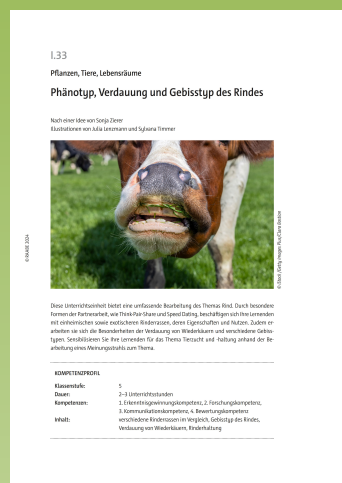 I.33
Pflanzen, Tiere, Lebensräume
Phänotyp, Verdauung und Gebisstyp des Rindes
Nach einer Idee von Sonja Zierer
Illustrationen von Julia Lenzmann und Sylvana Timmer
© RAABE 2024
© iStock /Getty Images Plus/Clara Bastian
Diese Unterrichtseinheit bietet eine umfassende Bearbeitung des Themas Rind. Durch besondere
Formen der Partnerarbeit, wie Think-Pair-Share und Speed Dating, beschäftigen sich Ihre Lernenden
mit einheimischen sowie exotischeren Rinderrassen, deren Eigenschaften und Nutzen. Zudem er-
arbeiten sie sich die Besonderheiten der Verdauung von Wiederkäuern und verschiedene Gebiss-
typen. Sensibilisieren Sie Ihre Lernenden für das Thema Tierzucht und -haltung anhand der Be-
arbeitung eines Meinungsstrahls zum Thema.
KOMPETENZPROFIL
Klassenstufe: 5
Dauer: 2–3 Unterrichtsstunden
Kompetenzen: 1. Erkenntnisgewinnungskompetenz, 2. Forschungskompetenz,
3. Kommunikationskompetenz, 4. Bewertungskompetenz
Inhalt: verschiedene Rinderrassen im Vergleich, Gebisstyp des Rindes,
Verdauung von Wiederkäuern, Rinderhaltung